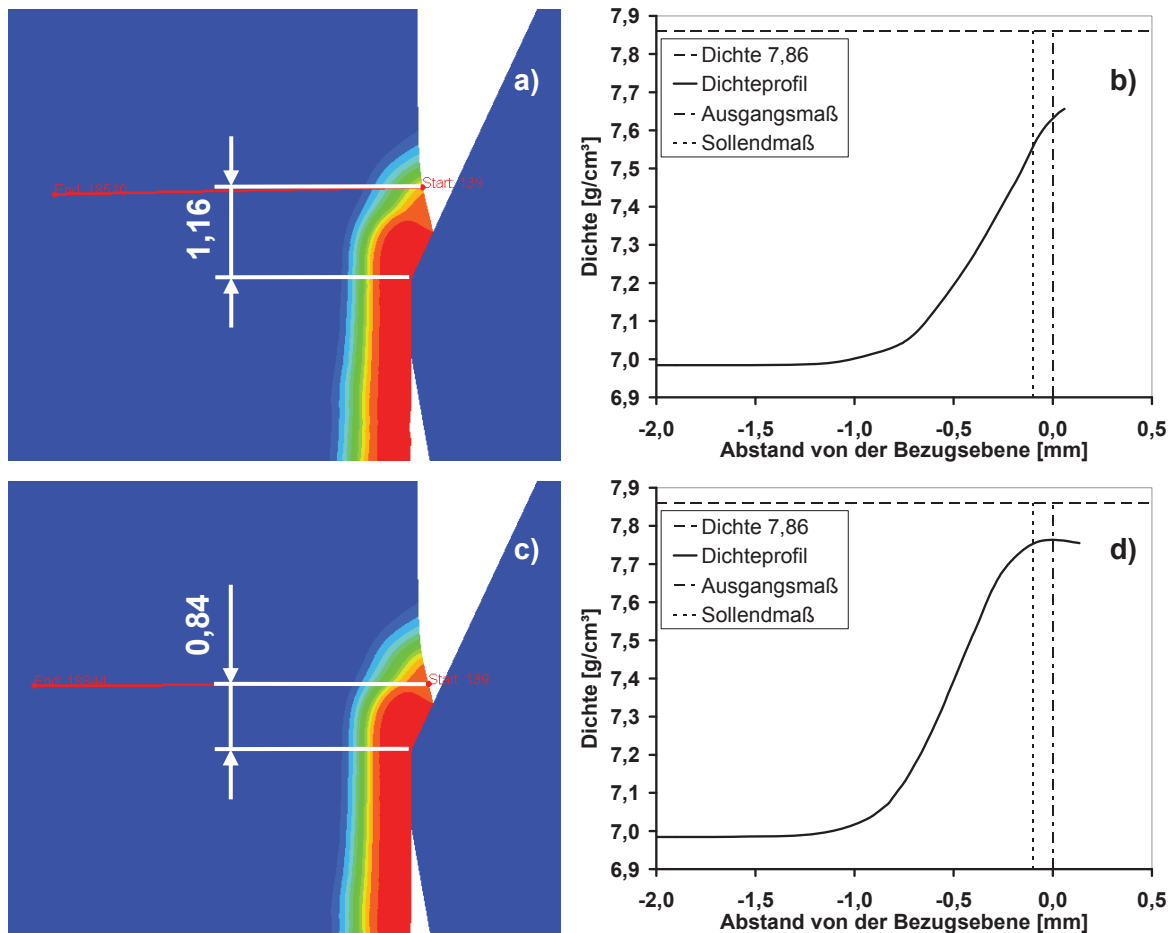 a)
1,16
End: 18510
Start: 139
b)
Dichte [g/cm³]
7,9
7,8
7,7
7,6
7,5
7,4
7,3
7,2
7,1
7,0
6,9
Dichte 7,86
Dichteprofil
Ausgangsmaß
Sollendmaß
-2,0 -1,5 -1,0 -0,5 0,0 0,5
Abstand von der Bezugsebene [mm]
c)
0,84
Start: 139
d)
Dichte [g/cm³]
7,9
7,8
7,7
7,6
7,5
7,4
7,3
7,2
7,1
7,0
6,9
Dichte 7,86
Dichteprofil
Ausgangsmaß
Sollendmaß
-2,0 -1,5 -1,0 -0,5 0,0 0,5
Abstand von der Bezugsebene [mm]